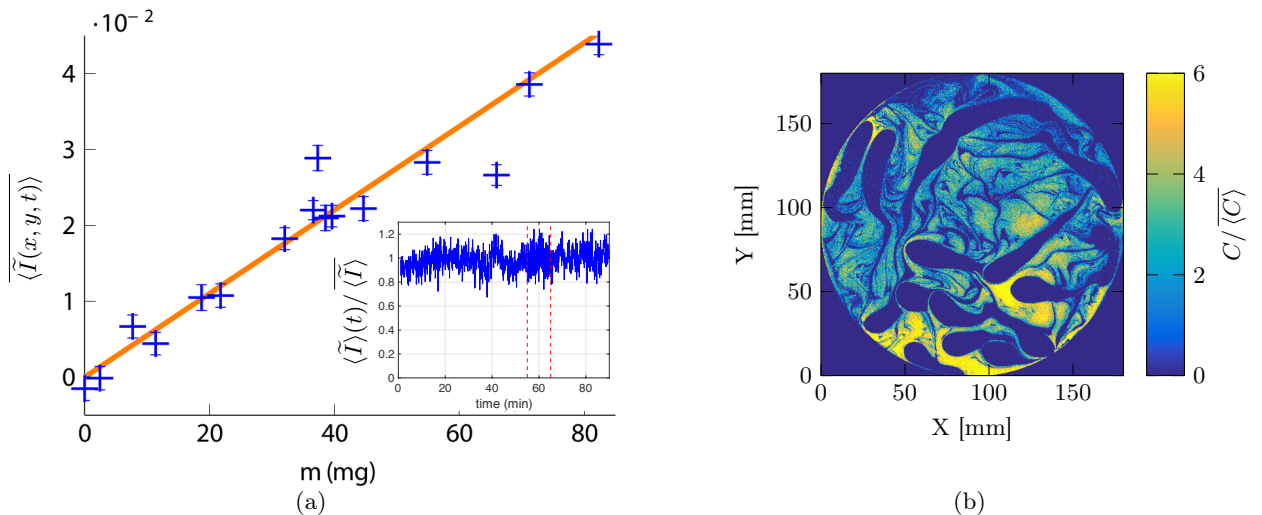 ·10⁻²
4
3
2
1
0
0 20 40 60 80
m (mg)
⟨Ĩ(x, y, t)⟩
1.2
1
0.8
0.6
0.4
0.2
0
0 20 40 60 80
time (min)
⟨Ĩ⟩(t)/ ⟨Ĩ⟩
(a)
150
100
50
0
0 50 100 150
Y [mm]
X [mm]
6
4
2
0
C/⟨C⟩
(b)